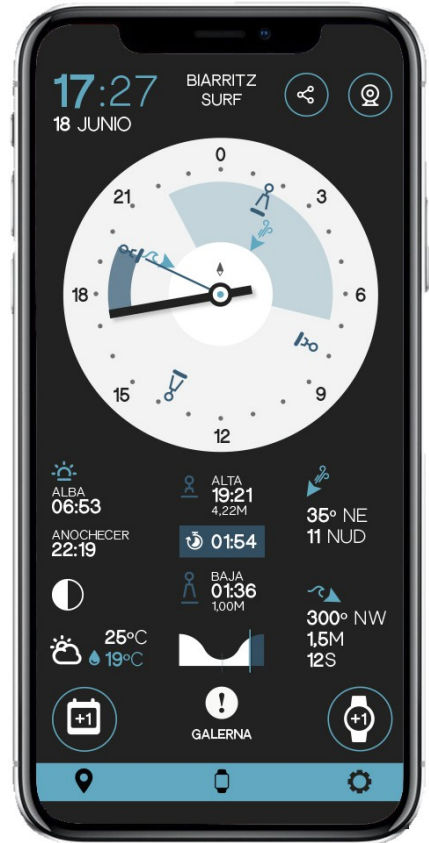 17:27
18 JUNIO
BIARRITZ
SURF
0
3
6
9
12
15
18
21
ALBA
06:53
ANOCHECER
22:19
25ºC
19ºC
ALTA
19:21
4,22M
01:54
BAJA
01:36
1,00M
35º NE
11 NUD
300º NW
1,5M
12S
+1
!
GALERNA
+1